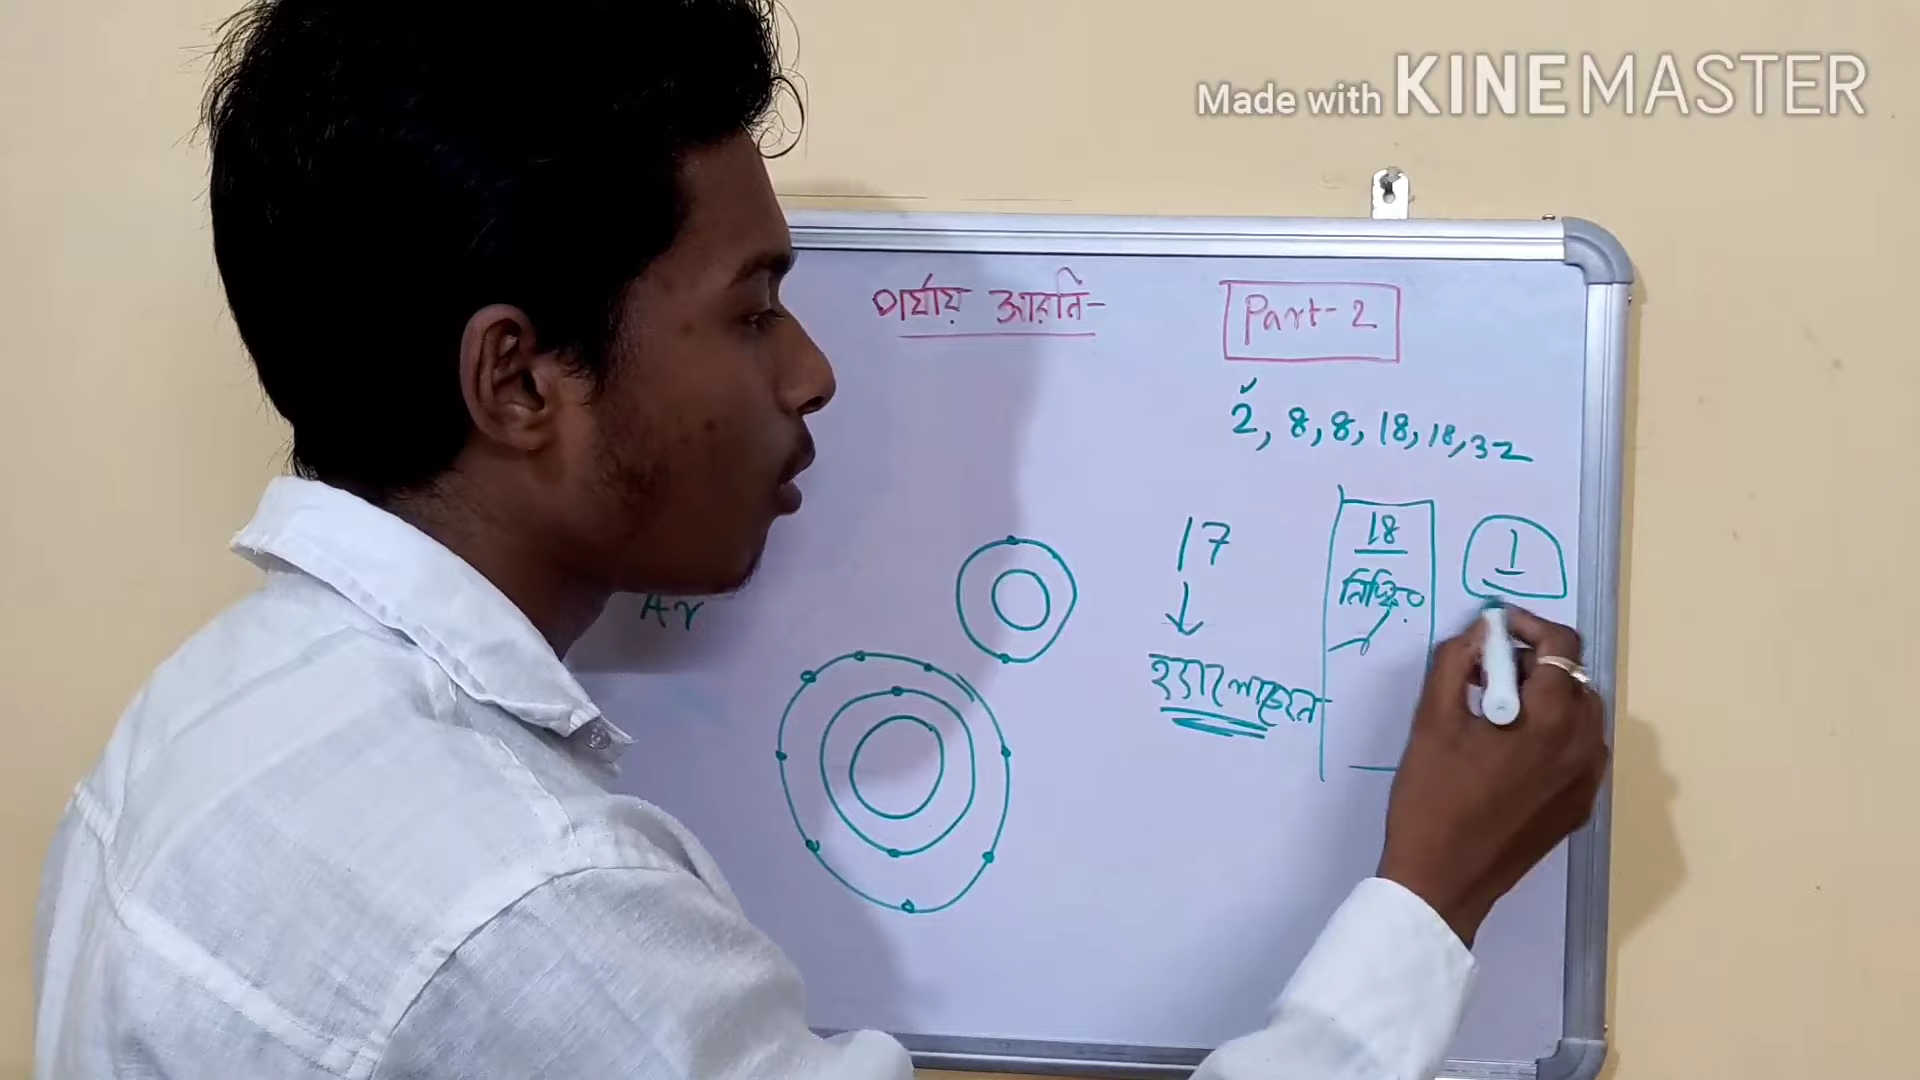 Made with KINEMASTER
পর্যায় সারনি-
Part-2
2, 8, 8, 18, 18, 32
17
18
1
নিষ্ক্রিয়
Ar
হ্যালোজেন